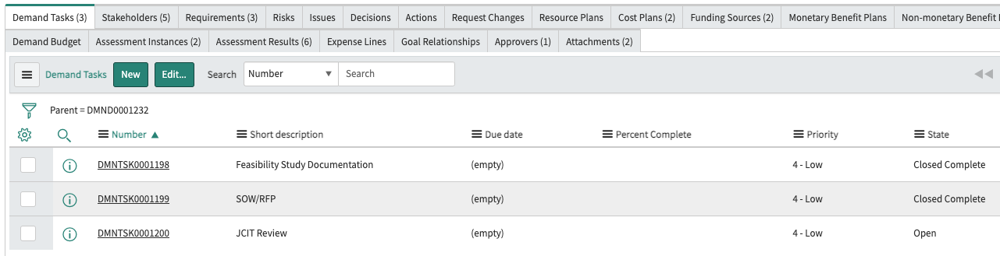 Demand Tasks (3) Stakeholders (5) Requirements (3) Risks Issues Decisions Actions Request Changes Resource Plans Cost Plans (2) Funding Sources (2) Monetary Benefit Plans Non-monetary Benefit
Demand Budget Assessment Instances (2) Assessment Results (6) Expense Lines Goal Relationships Approvers (1) Attachments (2)
Demand Tasks New Edit... Search Number Search
Parent = DMND0001232
Number Short description Due date Percent Complete Priority State
DMNTSK0001198 Feasibility Study Documentation (empty) 4 - Low Closed Complete
DMNTSK0001199 SOW/RFP (empty) 4 - Low Closed Complete
DMNTSK0001200 JCIT Review (empty) 4 - Low Open